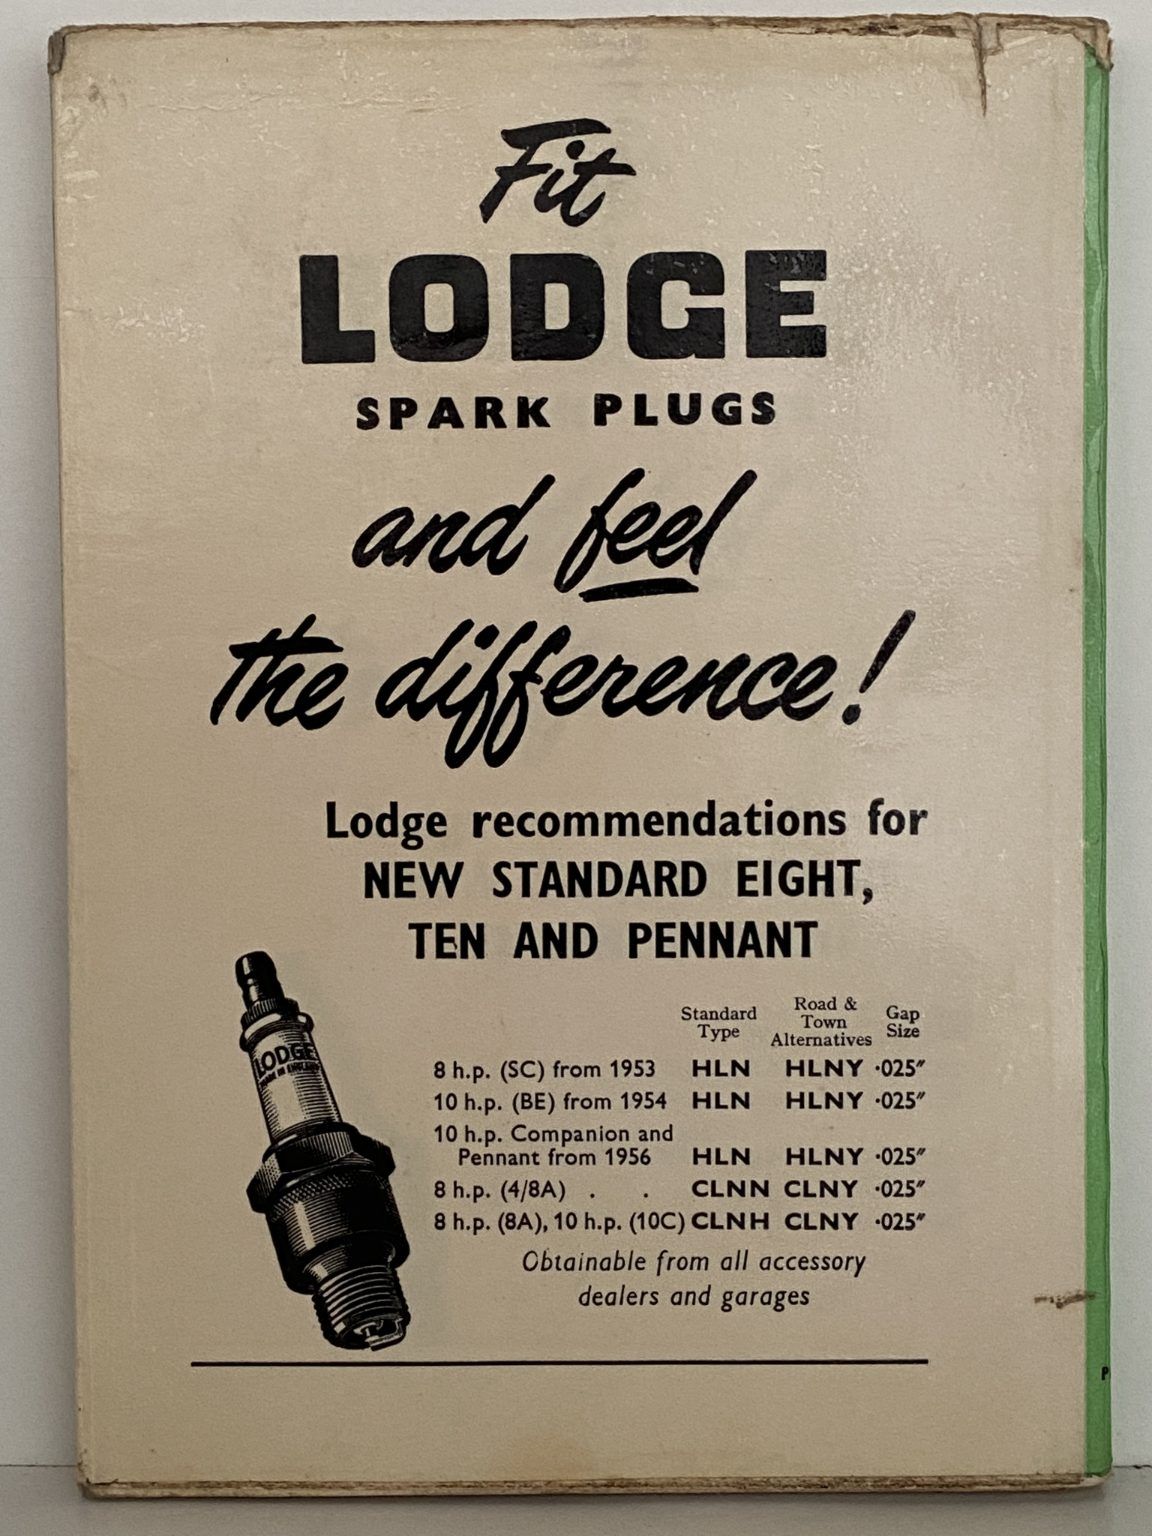 Fit
LODGE
SPARK PLUGS
and feel
the difference!
Lodge recommendations for
NEW STANDARD EIGHT,
TEN AND PENNANT
LODGE
MADE IN ENGLAND
Standard Type Road & Town Alternatives Gap Size
8 h.p. (SC) from 1953 HLN HLNY ·025″
10 h.p. (BE) from 1954 HLN HLNY ·025″
10 h.p. Companion and
Pennant from 1956 HLN HLNY ·025″
8 h.p. (4/8A) . . CLNN CLNY ·025″
8 h.p. (8A), 10 h.p. (10C) CLNH CLNY ·025″
Obtainable from all accessory
dealers and garages
P